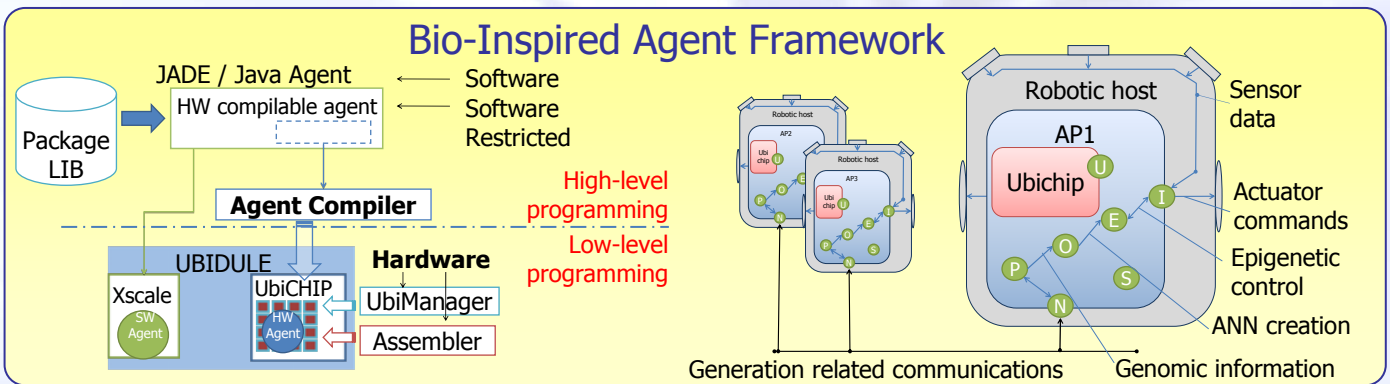 Bio-Inspired Agent Framework
JADE / Java Agent
HW compilable agent
Package
LIB
Software
Software
Restricted
Agent Compiler
High-level
programming
Low-level
programming
UBIDULE
Xscale
SW
Agent
UbiCHIP
HW
Agent
Hardware
UbiManager
Assembler
Robotic host
AP2
Ubi
chip
U
E
O
P
N
Robotic host
AP3
Ubi
chip
U
I
E
O
P
S
N
Robotic host
AP1
Ubichip
U
I
E
O
P
S
N
Sensor
data
Actuator
commands
Epigenetic
control
ANN creation
Genomic information
Generation related communications